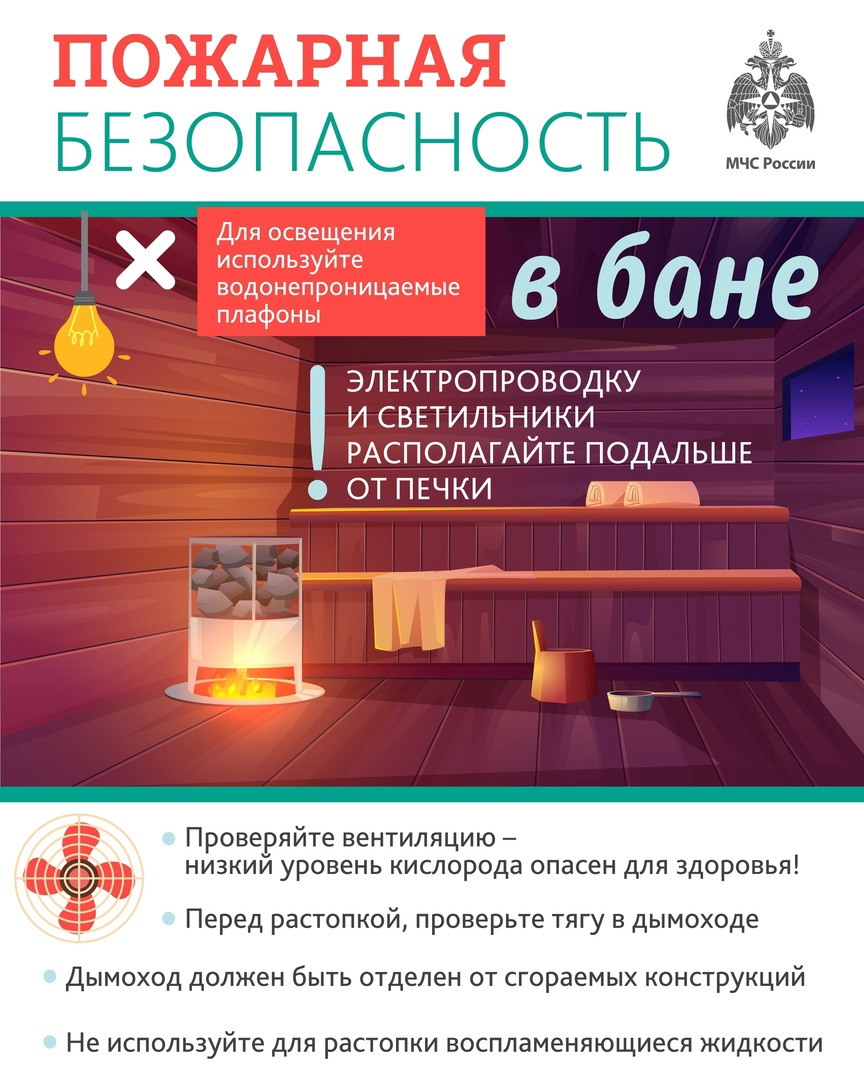 ПОЖАРНАЯ
БЕЗОПАСНОСТЬ
МЧС России
Для освещения
используйте
водонепроницаемые
плафоны
в бане
ЭЛЕКТРОПРОВОДКУ
И СВЕТИЛЬНИКИ
РАСПОЛАГАЙТЕ ПОДАЛЬШЕ
ОТ ПЕЧКИ
Проверяйте вентиляцию –
низкий уровень кислорода опасен для здоровья!
Перед растопкой, проверьте тягу в дымоходе
Дымоход должен быть отделен от сгораемых конструкций
Не используйте для растопки воспламеняющиеся жидкости